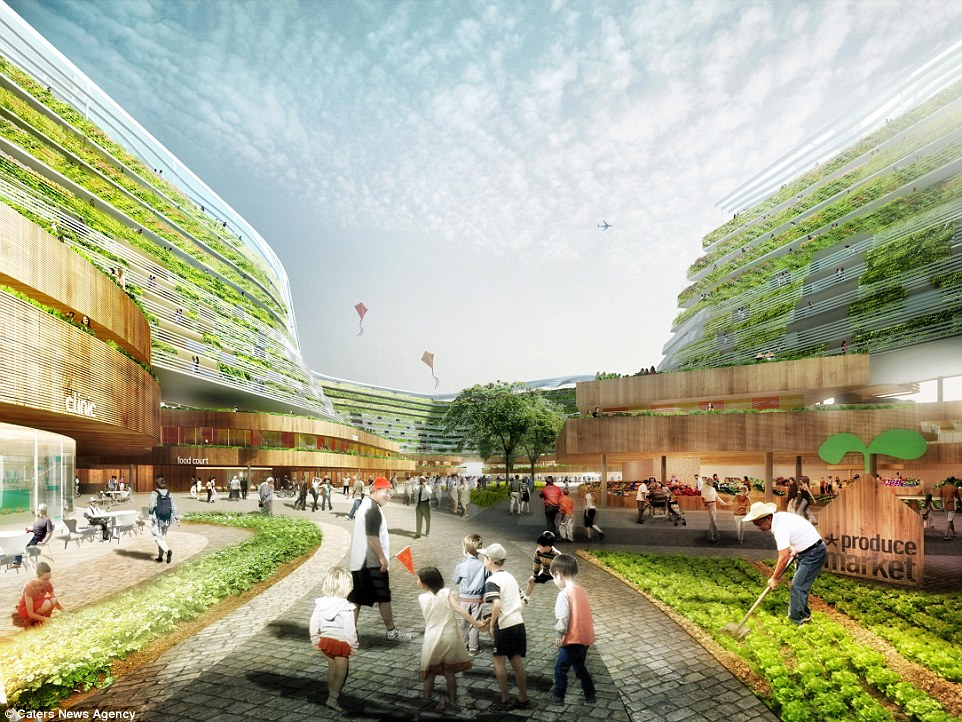 clinic
food court
*produce
market
©Caters News Agency